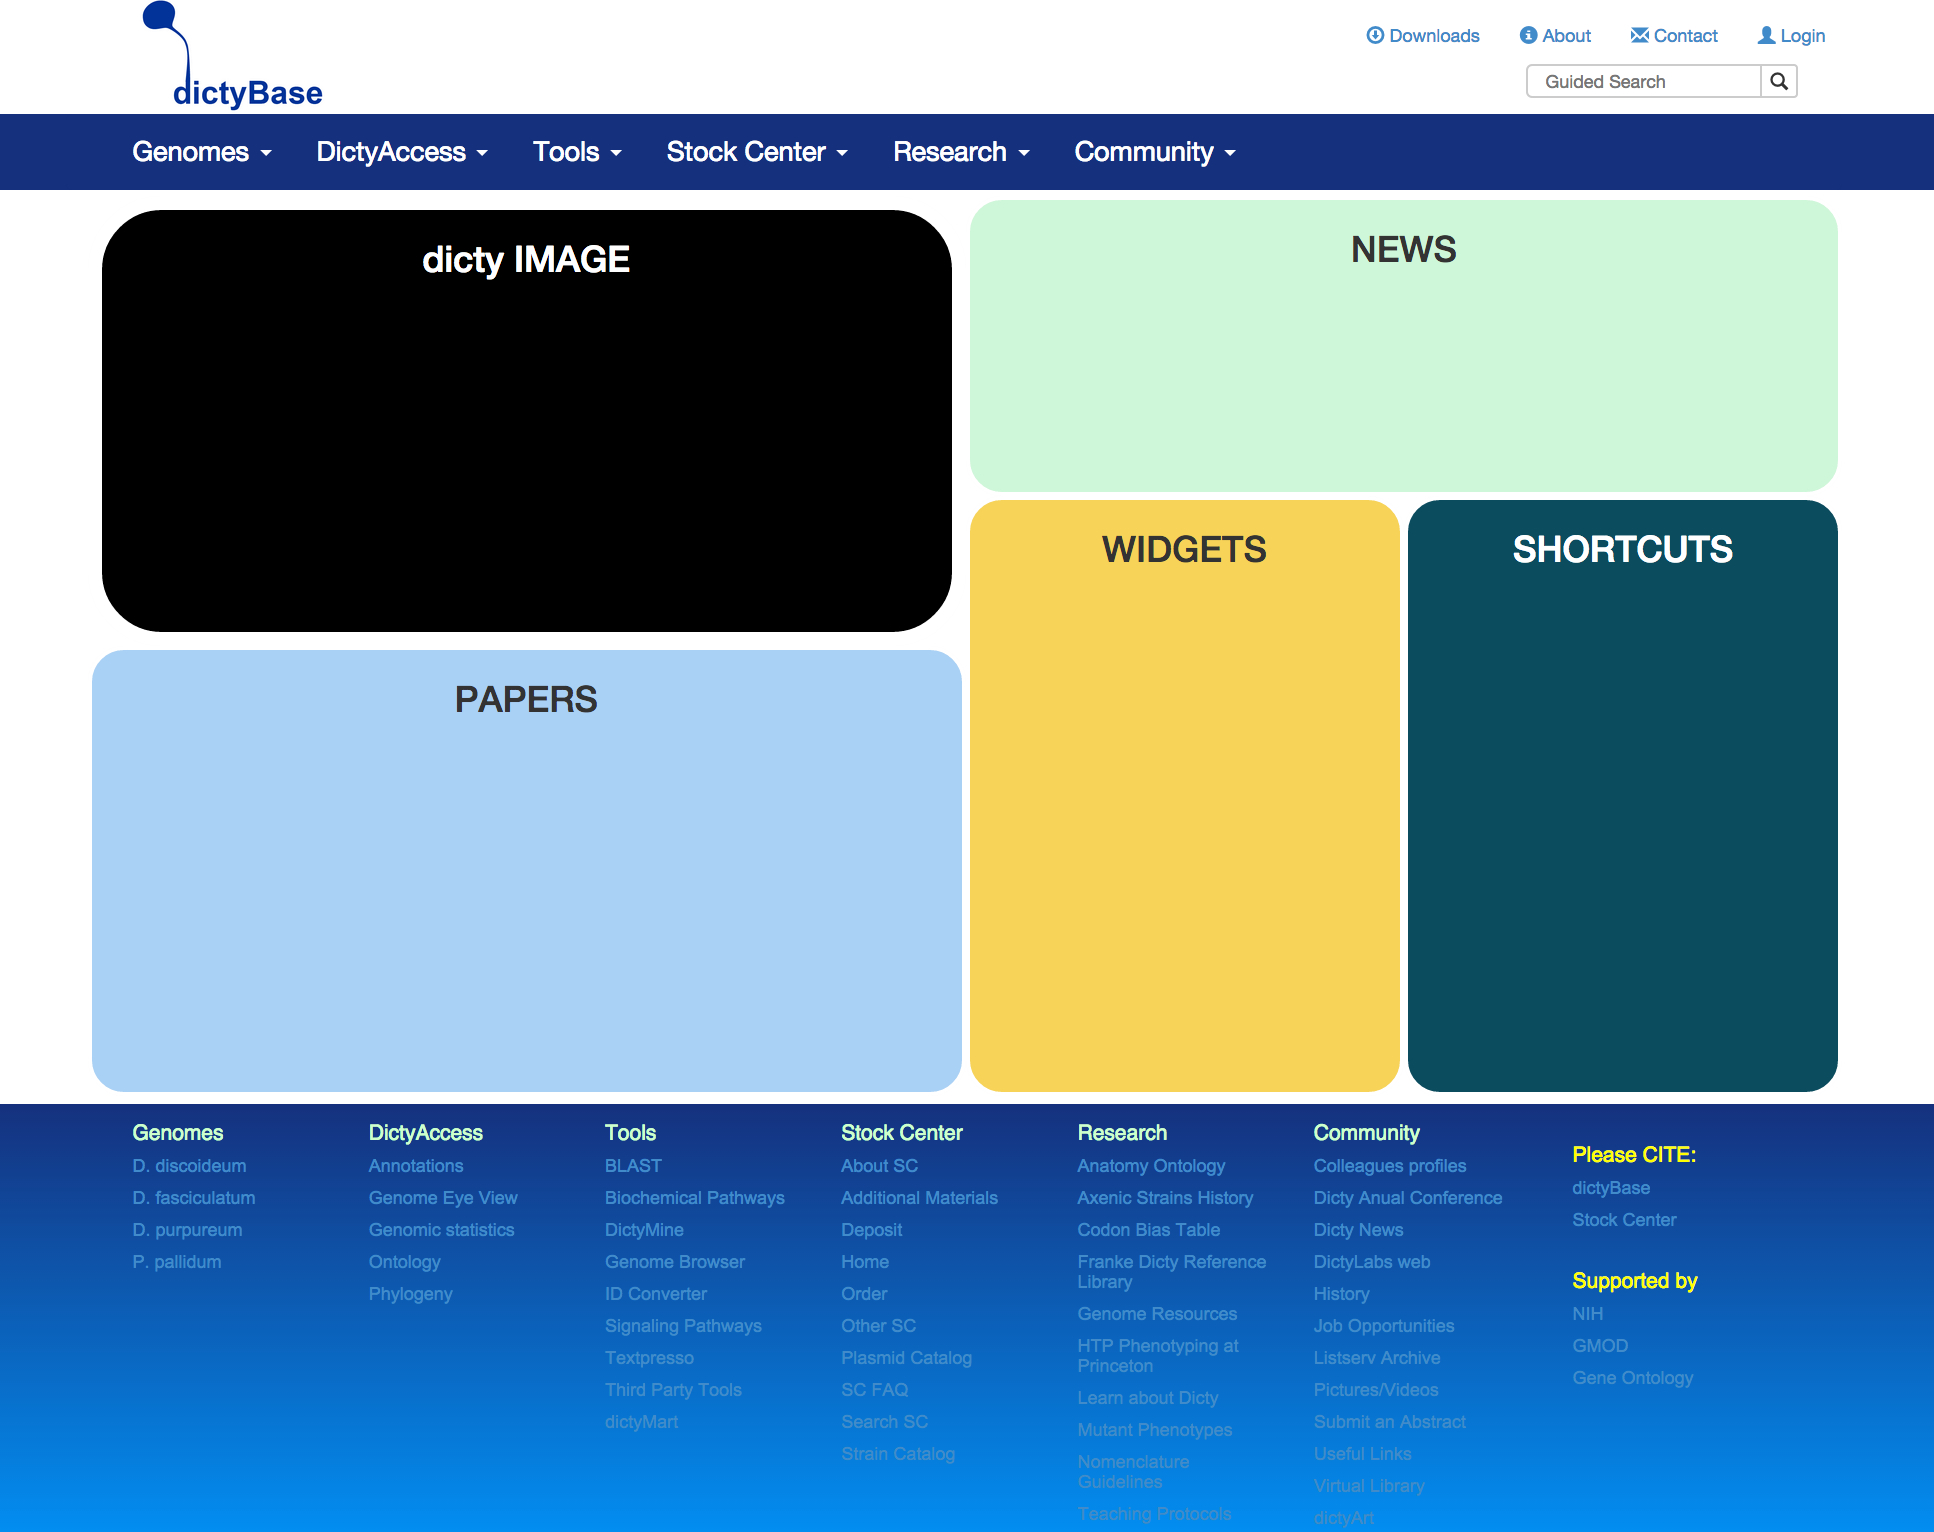 dictyBase
Downloads About Contact Login
Guided Search
Genomes DictyAccess Tools Stock Center Research Community
dicty IMAGE
NEWS
WIDGETS
SHORTCUTS
PAPERS
Genomes
D. discoideum
D. fasciculatum
D. purpureum
P. pallidum
DictyAccess
Annotations
Genome Eye View
Genomic statistics
Ontology
Phylogeny
Tools
BLAST
Biochemical Pathways
DictyMine
Genome Browser
ID Converter
Signaling Pathways
Textpresso
Third Party Tools
dictyMart
Stock Center
About SC
Additional Materials
Deposit
Home
Order
Other SC
Plasmid Catalog
SC FAQ
Search SC
Strain Catalog
Research
Anatomy Ontology
Axenic Strains History
Codon Bias Table
Franke Dicty Reference
Library
Genome Resources
HTP Phenotyping at
Princeton
Learn about Dicty
Mutant Phenotypes
Nomenclature
Guidelines
Teaching Protocols
Community
Colleagues profiles
Dicty Anual Conference
Dicty News
DictyLabs web
History
Job Opportunities
Listserv Archive
Pictures/Videos
Submit an Abstract
Useful Links
Virtual Library
dictyArt
Please CITE:
dictyBase
Stock Center
Supported by
NIH
GMOD
Gene Ontology